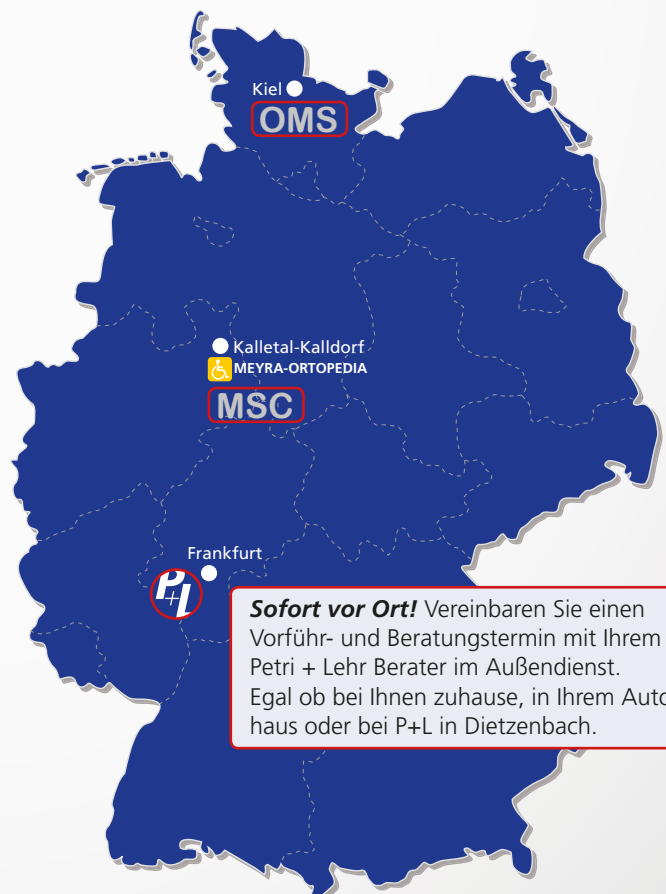 Kiel
OMS
Kalletal-Kalldorf
MEYRA-ORTOPEDIA
MSC
Frankfurt
P+L
Sofort vor Ort! Vereinbaren Sie einen
Vorführ- und Beratungstermin mit Ihrem
Petri + Lehr Berater im Außendienst.
Egal ob bei Ihnen zuhause, in Ihrem Auto
haus oder bei P+L in Dietzenbach.